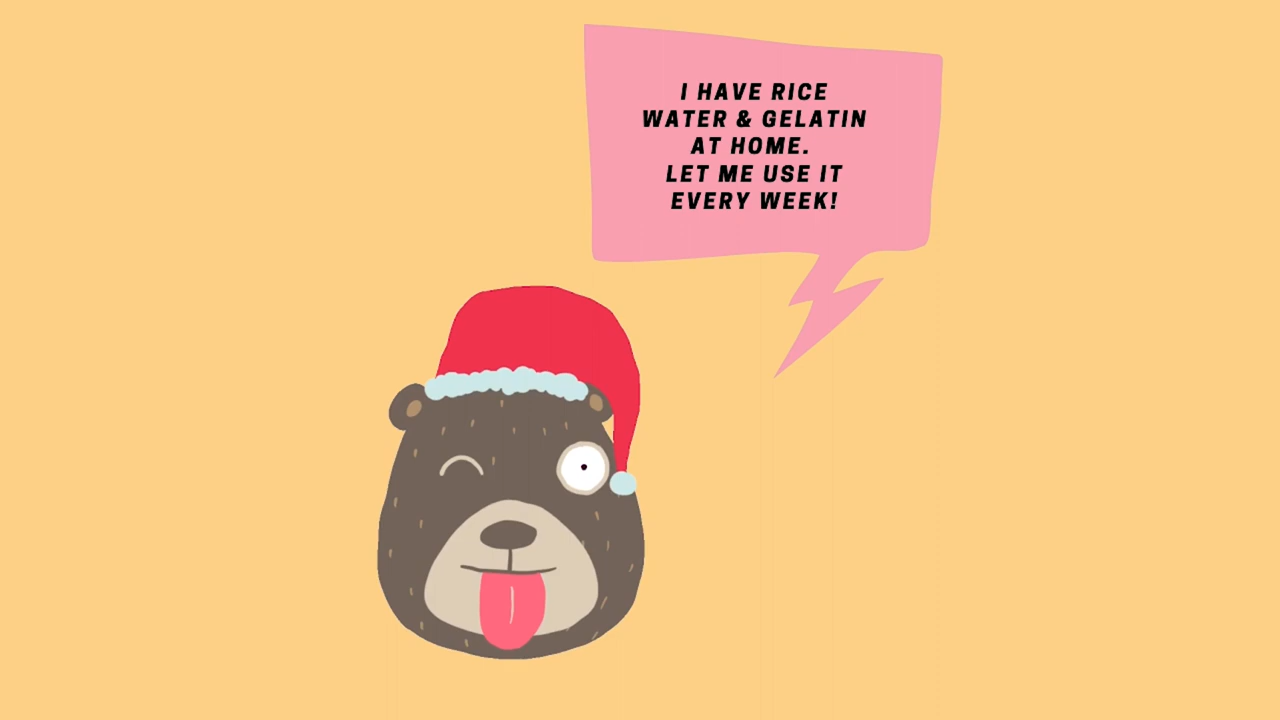 I HAVE RICE
WATER & GELATIN
AT HOME.
LET ME USE IT
EVERY WEEK!